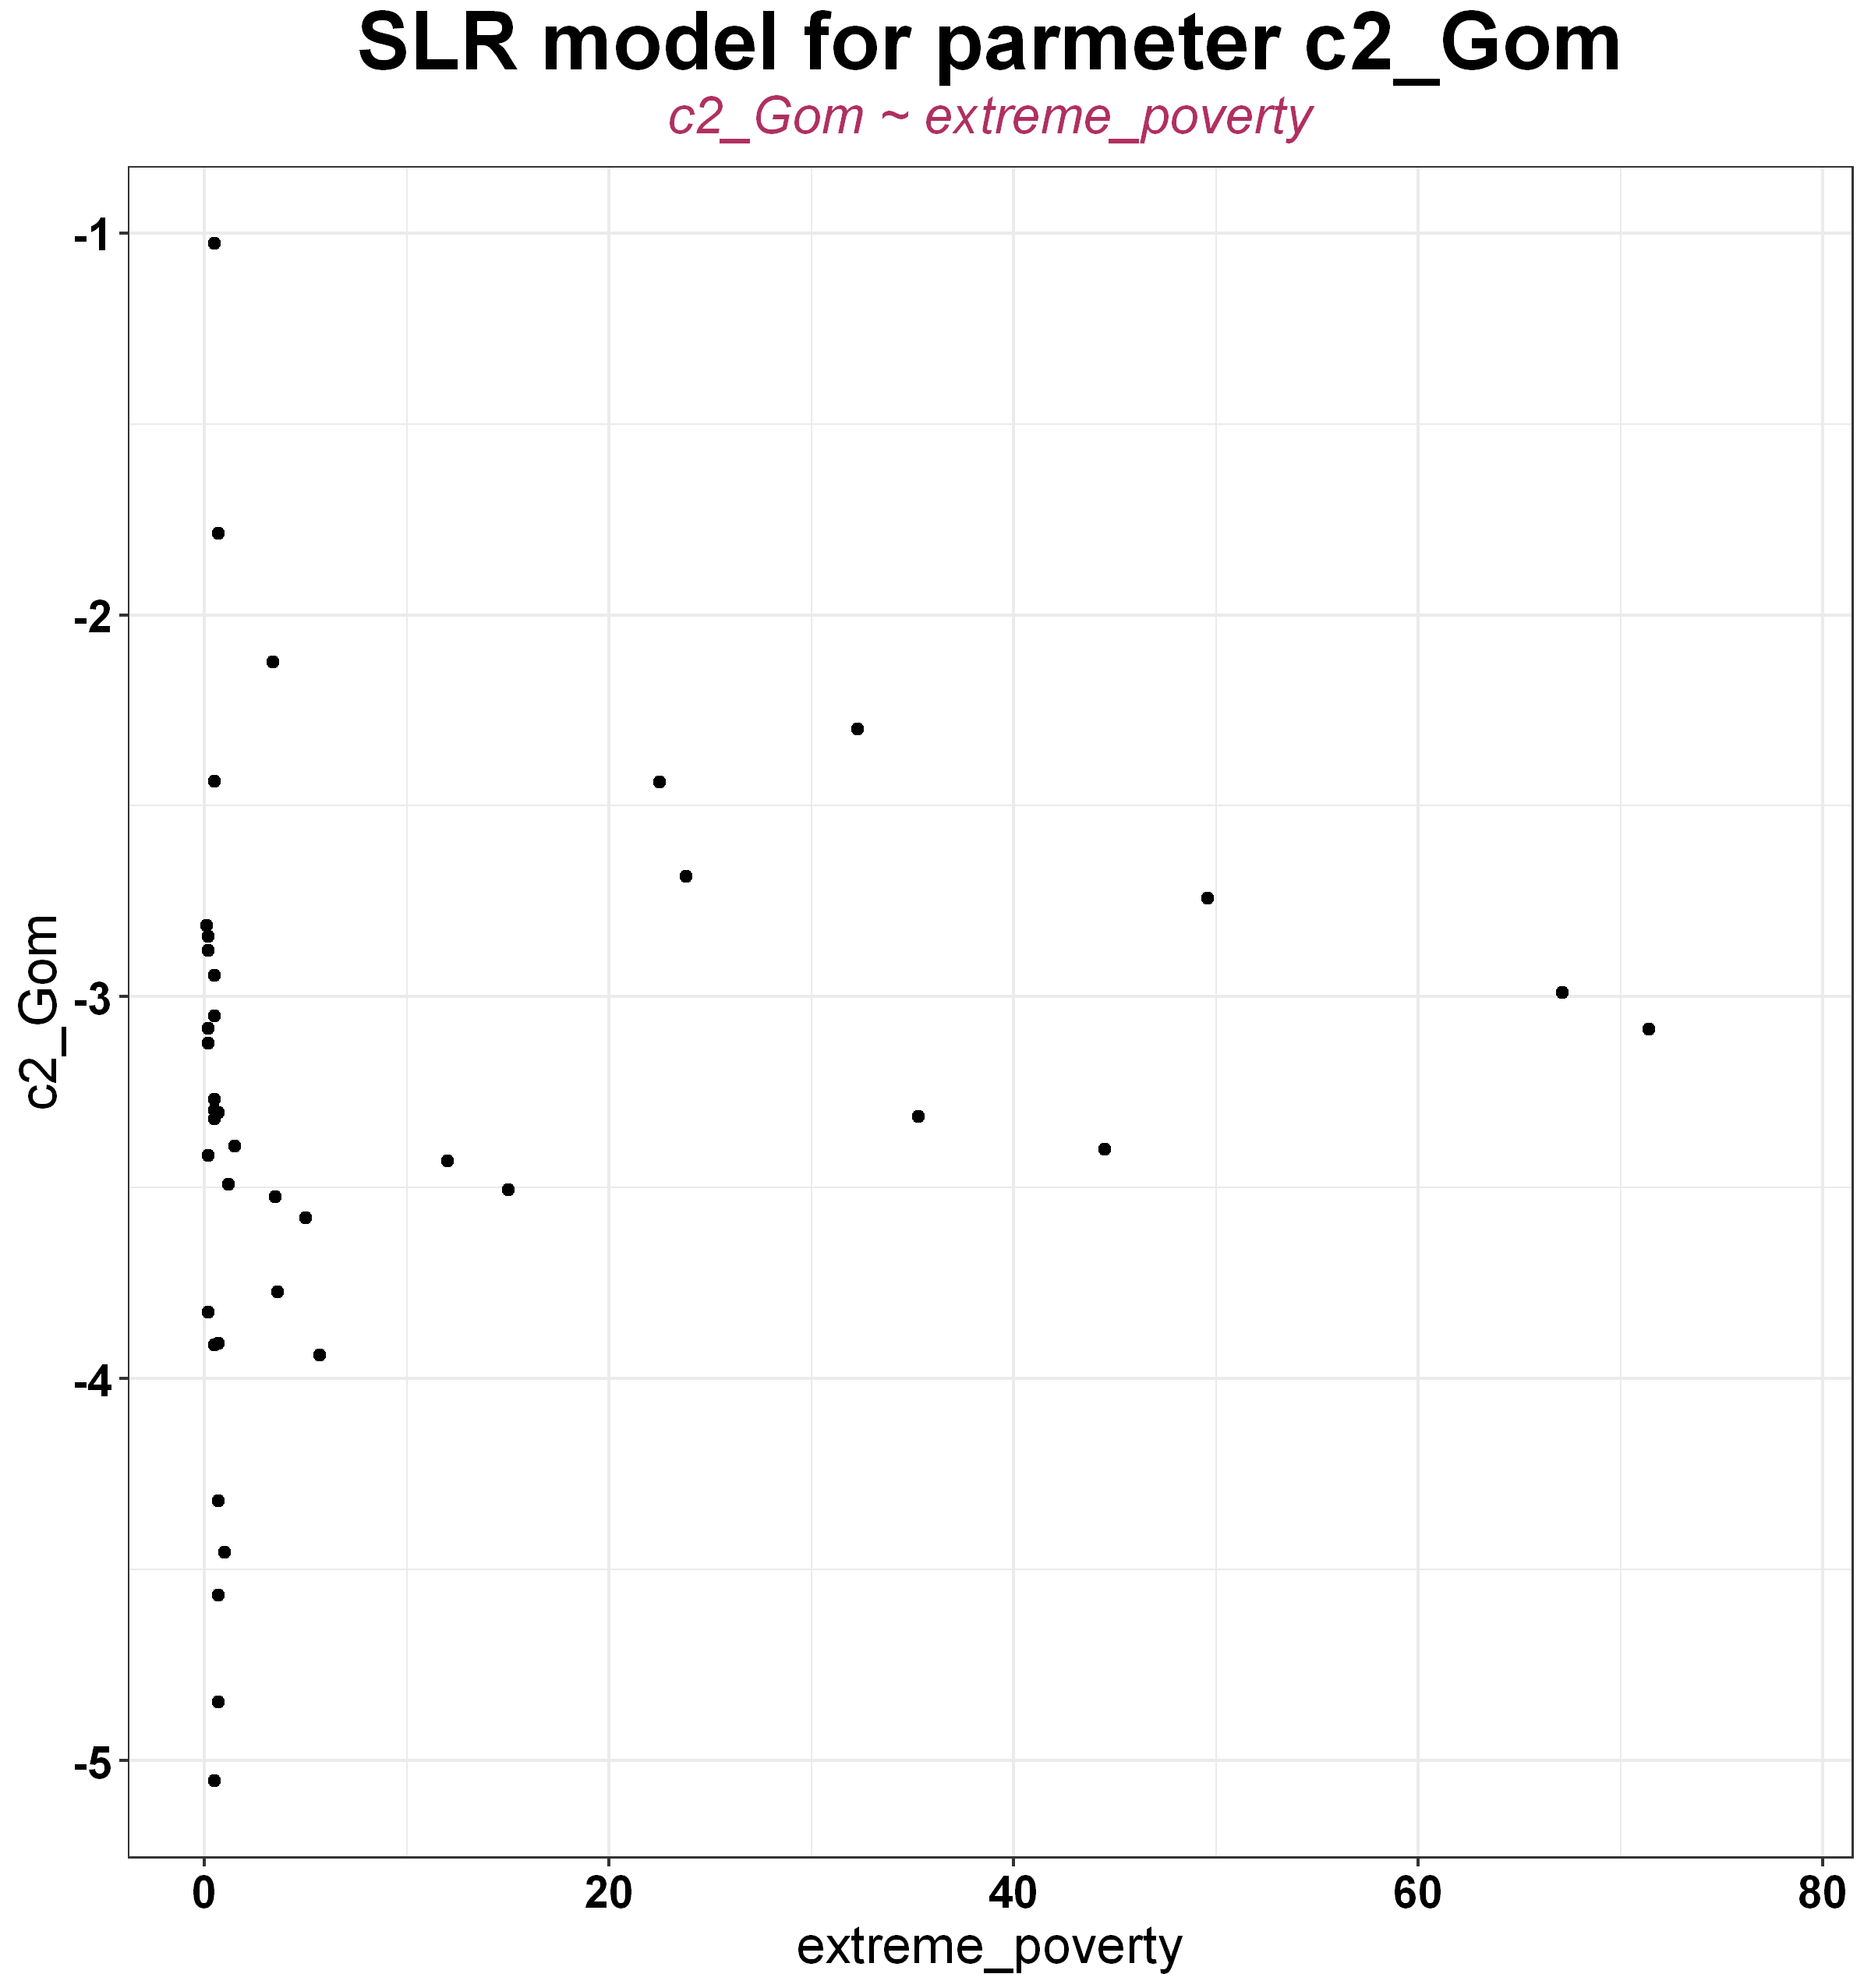 SLR model for parmeter c2_Gom
c2_Gom ~ extreme_poverty
c2_Gom
-1
-2
-3
-4
-5
0 20 40 60 80
extreme_poverty